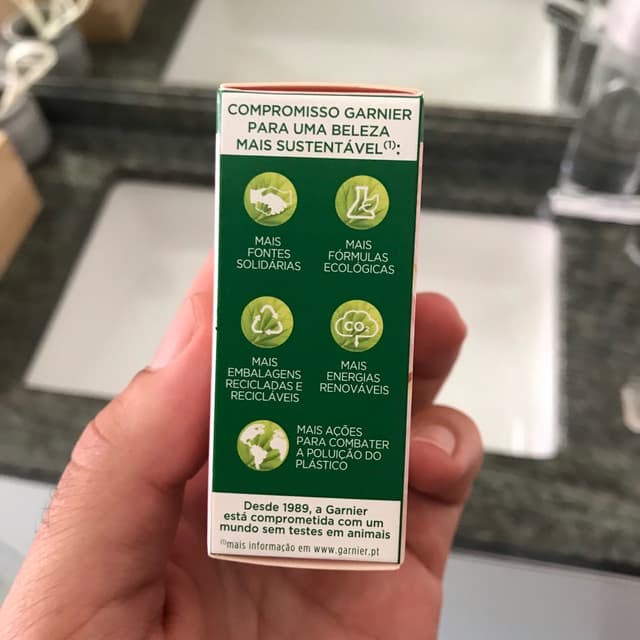 COMPROMISSO GARNIER
PARA UMA BELEZA
MAIS SUSTENTÁVEL(1):
MAIS
FONTES
SOLIDÁRIAS
MAIS
FÓRMULAS
ECOLÓGICAS
MAIS
EMBALAGENS
RECICLADAS E
RECICLÁVEIS
CO2
MAIS
ENERGIAS
RENOVÁVEIS
MAIS AÇÕES
PARA COMBATER
A POLUIÇÃO DO
PLÁSTICO
Desde 1989, a Garnier
está comprometida com um
mundo sem testes em animais
(1)mais informação em www.garnier.pt